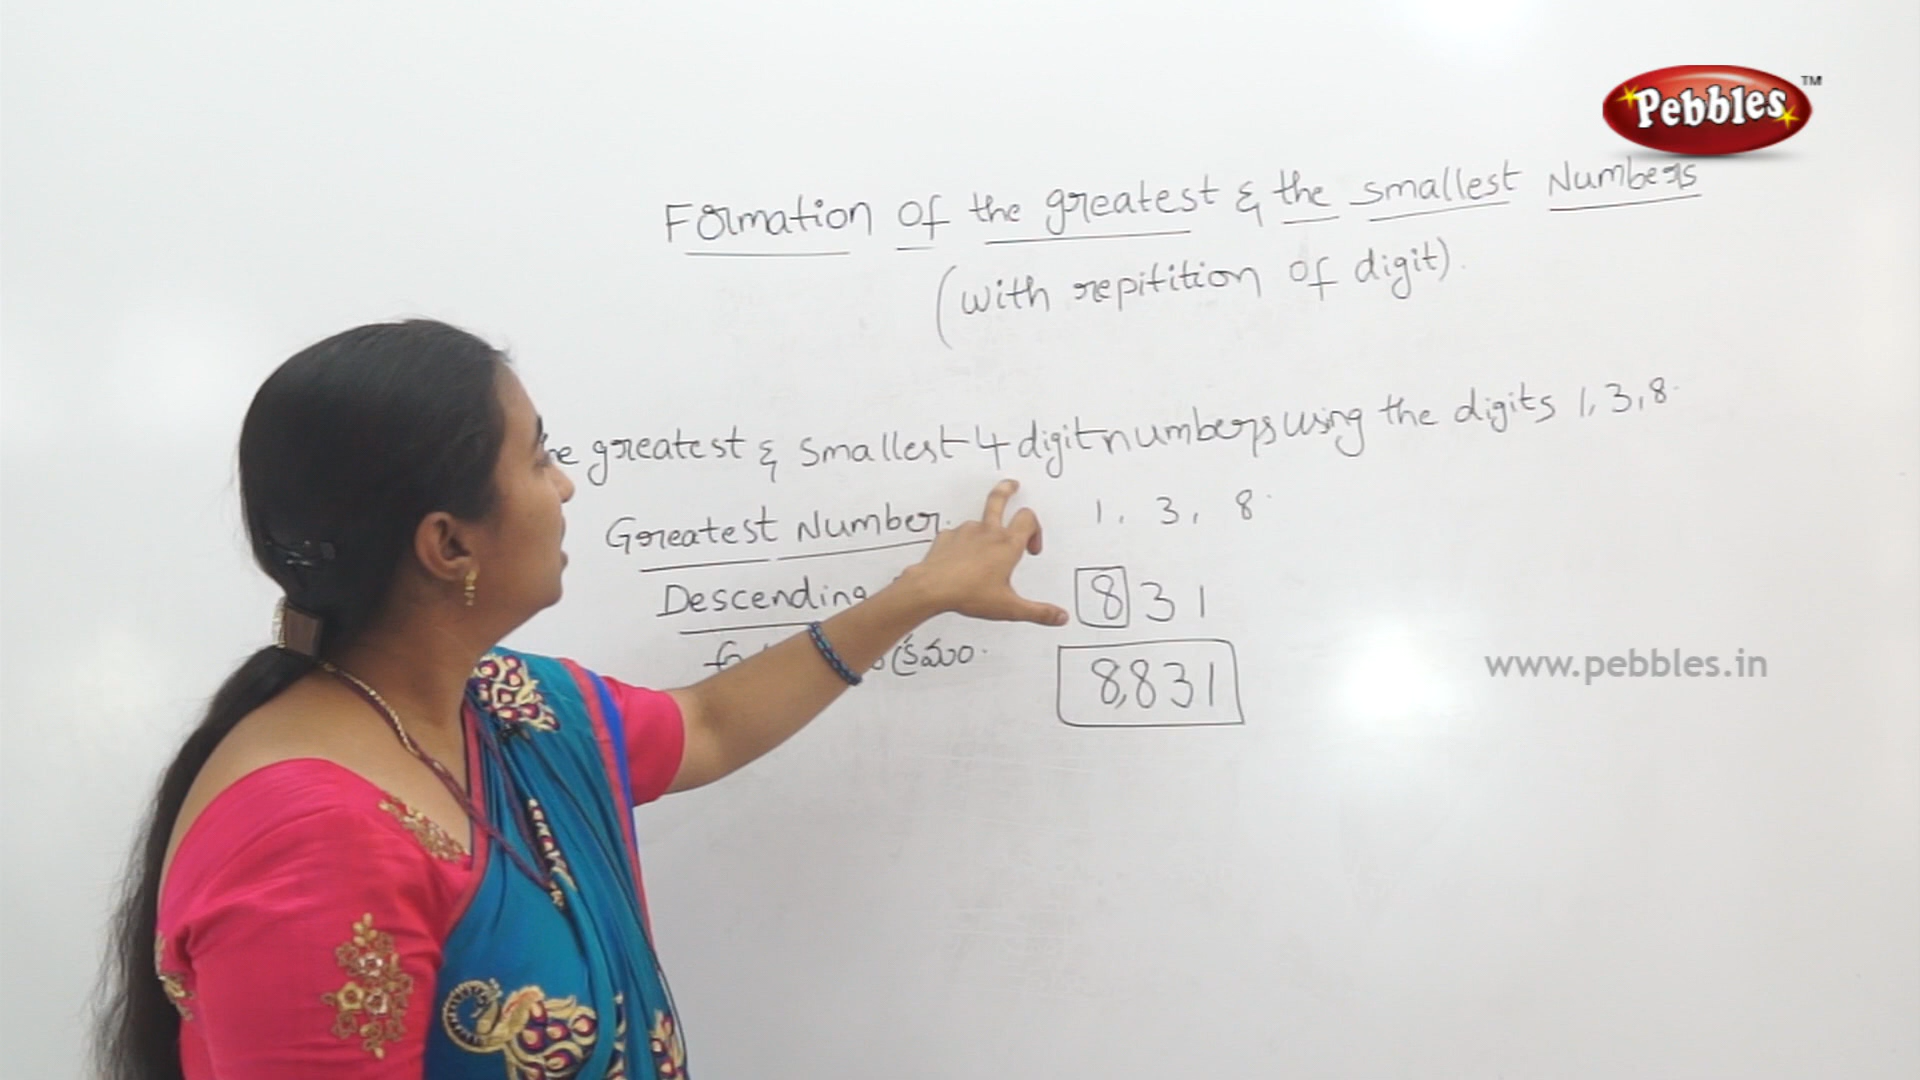 Pebbles TM
Formation of the greatest & the smallest Numbers
(with repitition of digit).
greatest & smallest 4 digit numbers using the digits 1, 3, 8.
Greatest Number. 1, 3, 8.
Descending 8 3 1
క్రమం. 8,831
www.pebbles.in